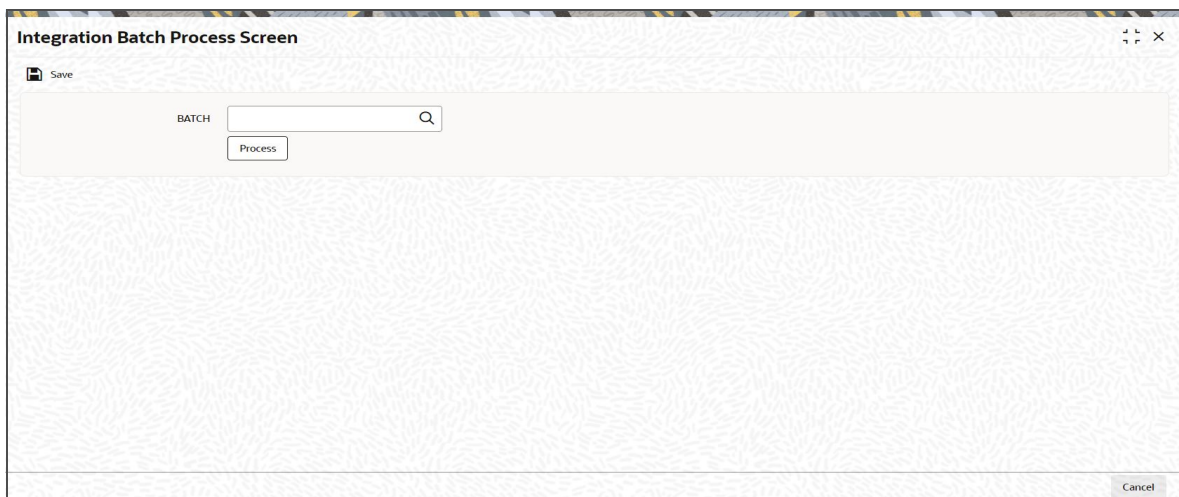 Integration Batch Process Screen
Save
BATCH
Process
Cancel